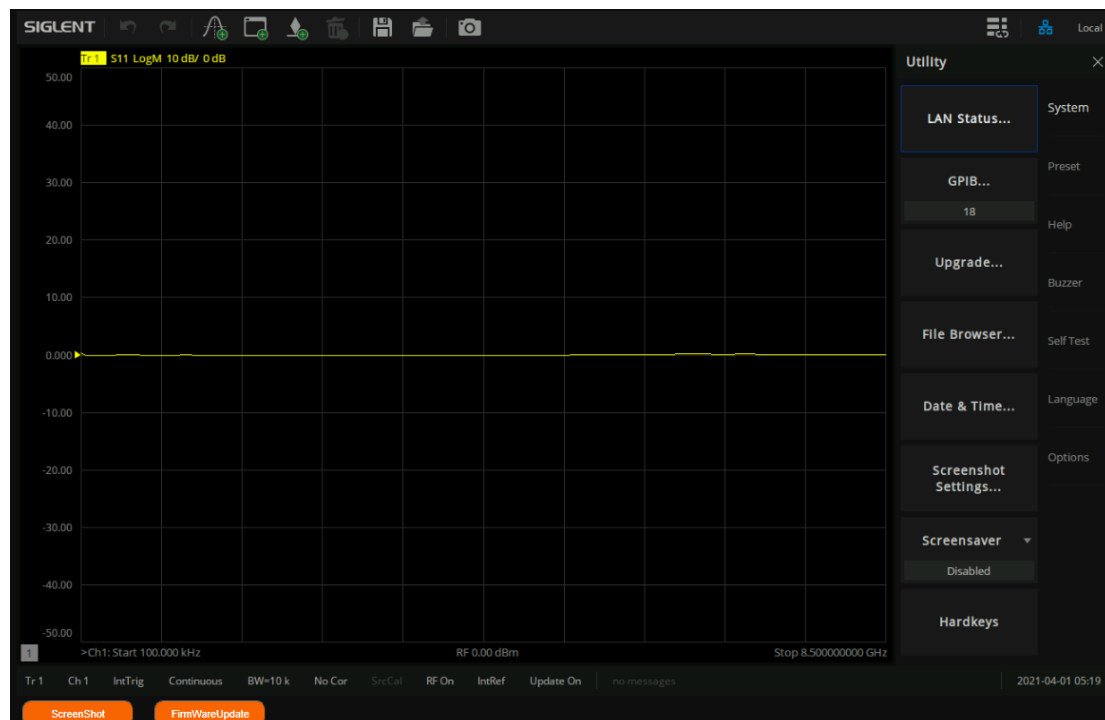 SIGLENT
Local
Tr 1 S11 LogM 10 dB/ 0 dB
50.00
40.00
30.00
20.00
10.00
0.000
-10.00
-20.00
-30.00
-40.00
-50.00
1 >Ch1: Start 100.000 kHz RF 0.00 dBm Stop 8.500000000 GHz
Utility
LAN Status...
GPIB...
18
Upgrade...
File Browser...
Date & Time...
Screenshot
Settings...
Screensaver
Disabled
Hardkeys
System
Preset
Help
Buzzer
Self Test
Language
Options
Tr 1 Ch 1 IntTrig Continuous BW=10 k No Cor SrcCal RF On IntRef Update On no messages 2021-04-01 05:19
ScreenShot FirmWareUpdate